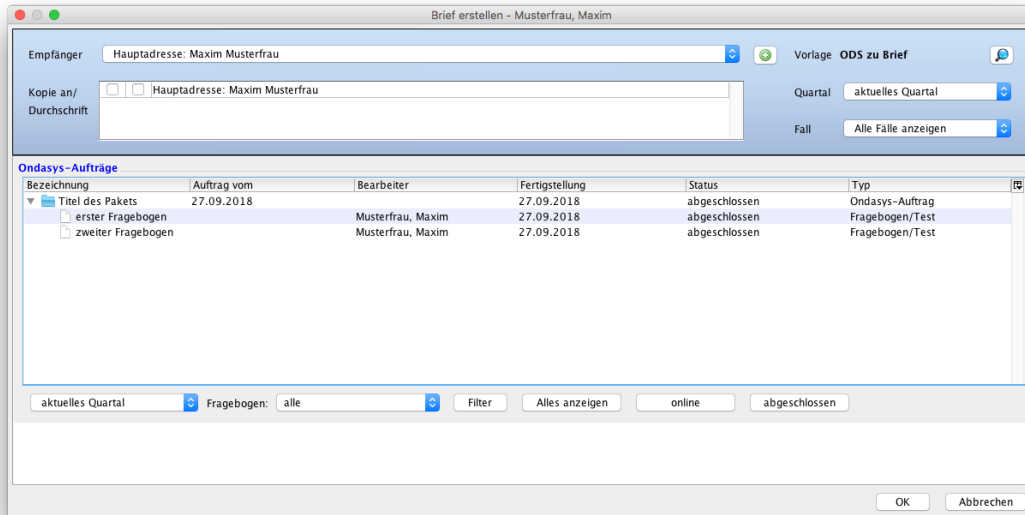 Brief erstellen - Musterfrau, Maxim
Empfänger Hauptadresse: Maxim Musterfrau Vorlage ODS zu Brief
Kopie an/ Hauptadresse: Maxim Musterfrau Quartal aktuelles Quartal
Durchschrift
Fall Alle Fälle anzeigen
Ondasys-Aufträge
Bezeichnung Auftrag vom Bearbeiter Fertigstellung Status Typ
Titel des Pakets 27.09.2018 27.09.2018 abgeschlossen Ondasys-Auftrag
erster Fragebogen Musterfrau, Maxim 27.09.2018 abgeschlossen Fragebogen/Test
zweiter Fragebogen Musterfrau, Maxim 27.09.2018 abgeschlossen Fragebogen/Test
aktuelles Quartal Fragebogen: alle Filter Alles anzeigen online abgeschlossen
OK Abbrechen